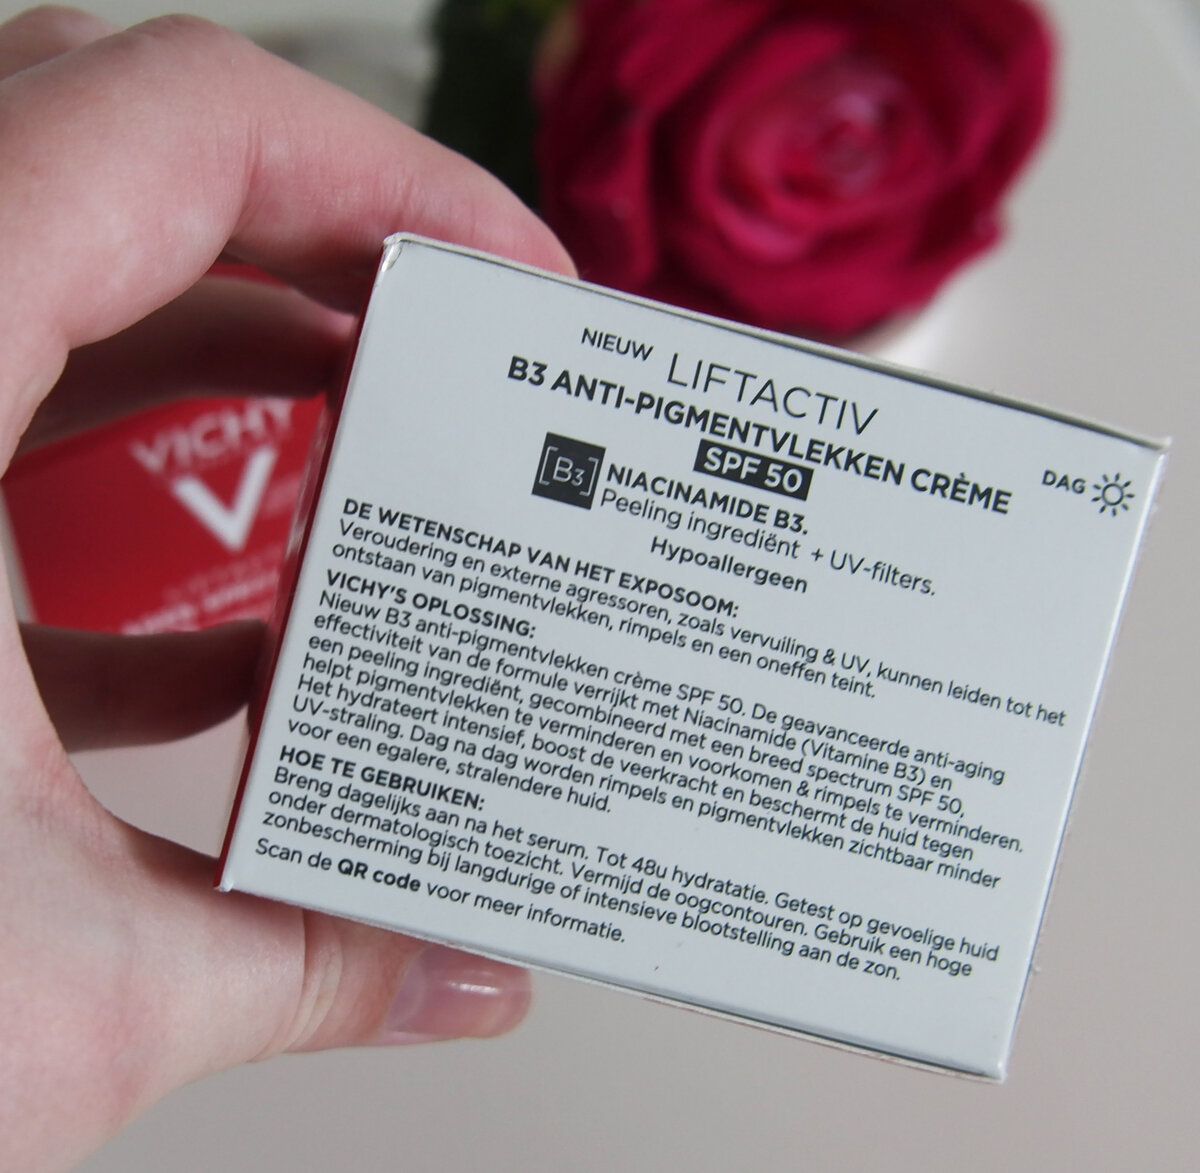 NIEUW LIFTACTIV
B3 ANTI-PIGMENTVLEKKEN CRÈME
SPF 50
DAG
[B3] NIACINAMIDE B3.
Peeling ingrediënt + UV-filters.
Hypoallergeen
DE WETENSCHAP VAN HET EXPOSOOM:
Veroudering en externe agressoren, zoals vervuiling & UV, kunnen leiden tot het
ontstaan van pigmentvlekken, rimpels en een oneffen teint.
VICHY'S OPLOSSING:
Nieuw B3 anti-pigmentvlekken crème SPF 50. De geavanceerde anti-aging
effectiviteit van de formule verrijkt met Niacinamide (Vitamine B3) en
een peeling ingrediënt, gecombineerd met een breed spectrum SPF 50,
helpt pigmentvlekken te verminderen en voorkomen & rimpels te verminderen.
Het hydrateert intensief, boost de veerkracht en beschermt de huid tegen
UV-straling. Dag na dag worden rimpels en pigmentvlekken zichtbaar minder
voor een egalere, stralendere huid.
HOE TE GEBRUIKEN:
Breng dagelijks aan na het serum. Tot 48u hydratatie. Getest op gevoelige huid
onder dermatologisch toezicht. Vermijd de oogcontouren. Gebruik een hoge
zonbescherming bij langdurige of intensieve blootstelling aan de zon.
Scan de QR code voor meer informatie.
VICHY